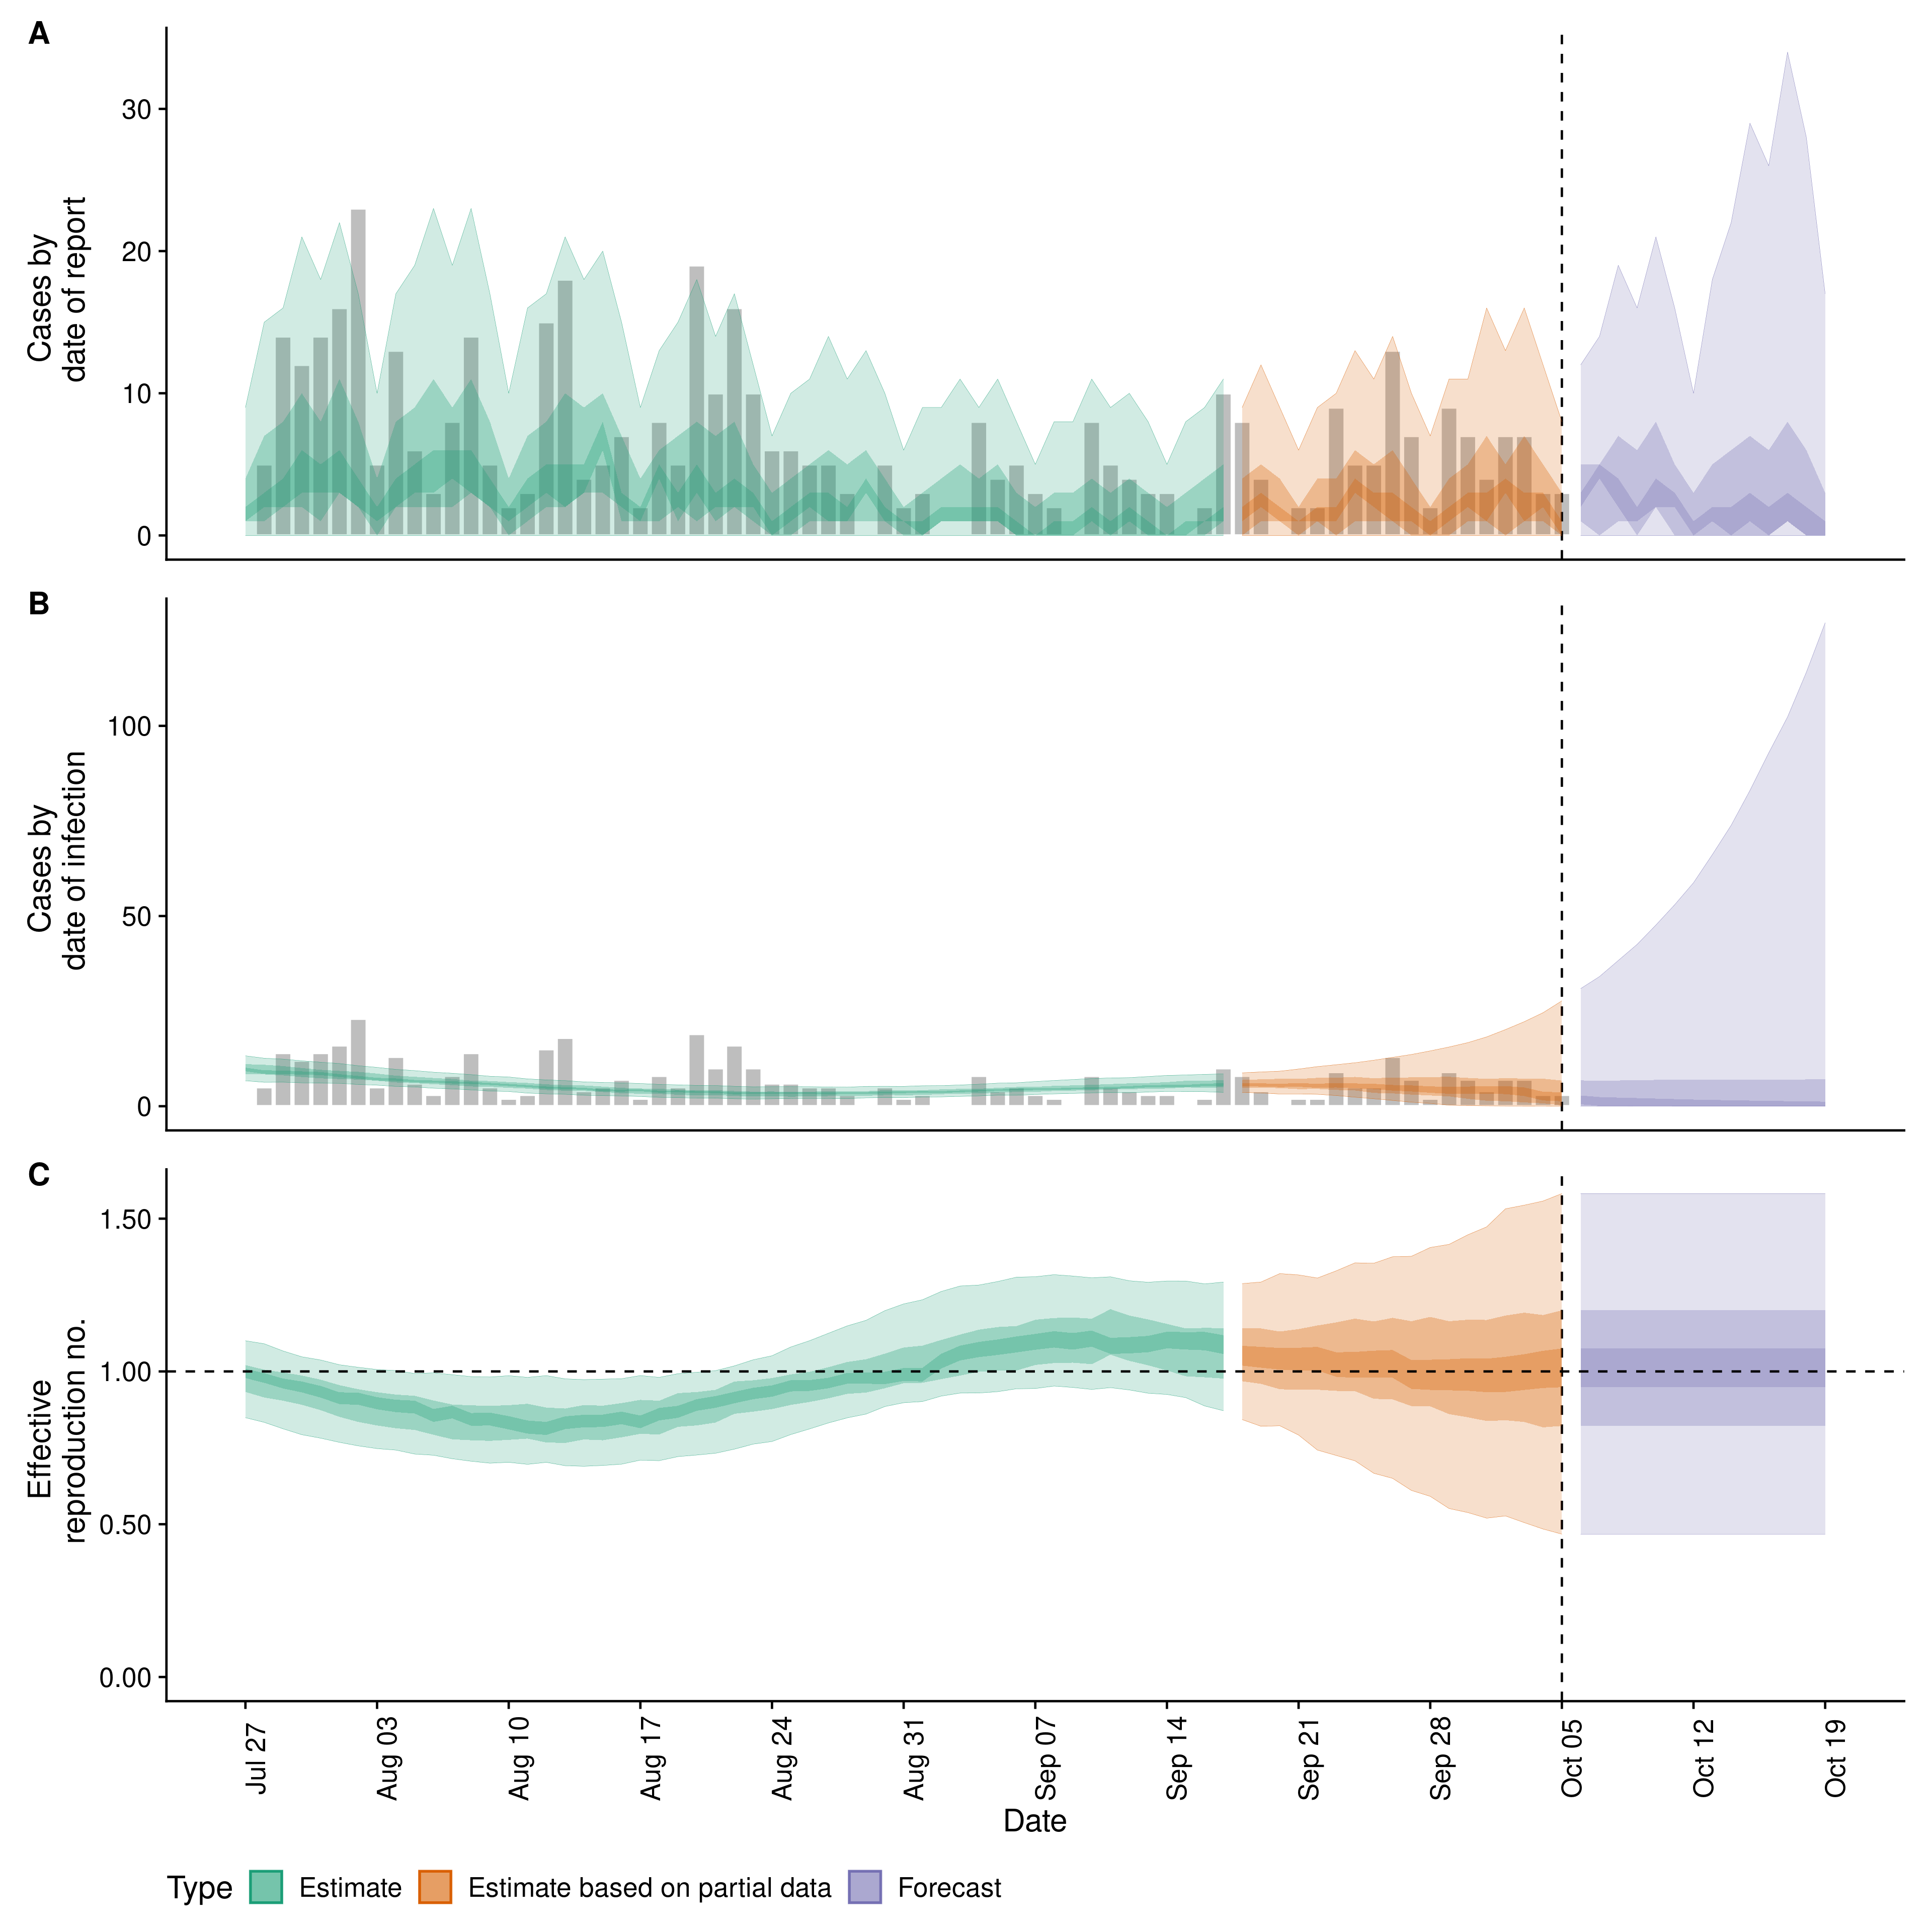 A
Cases by
date of report
30
20
10
0
B
Cases by
date of infection
100
50
0
C
Effective
reproduction no.
1.50
1.00
0.50
0.00
Jul 27
Aug 03
Aug 10
Aug 17
Aug 24
Aug 31
Sep 07
Sep 14
Sep 21
Sep 28
Oct 05
Oct 12
Oct 19
Date
Type Estimate Estimate based on partial data Forecast